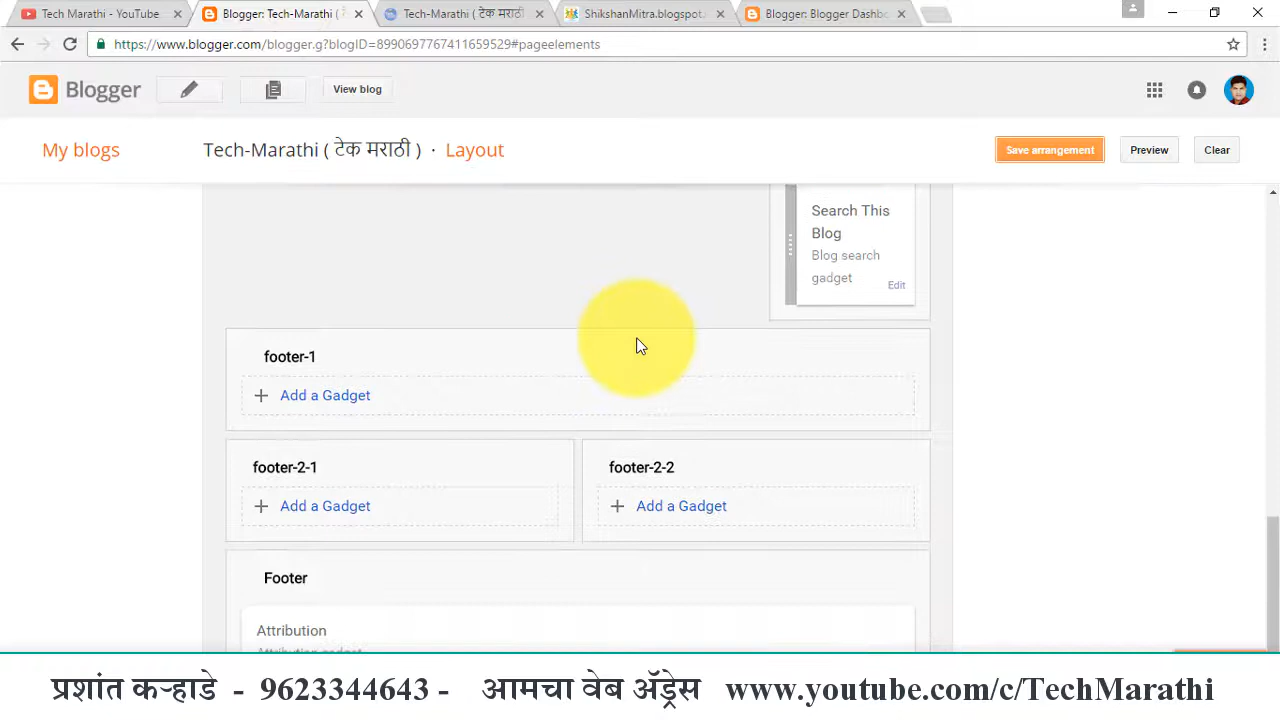 Tech Marathi - YouTube
Blogger: Tech-Marathi (
Tech-Marathi ( टेक मराठी
ShikshanMitra.blogspot.
Blogger: Blogger Dashb
https://www.blogger.com/blogger.g?blogID=8990697767411659529#pageelements
Blogger
View blog
My blogs
Tech-Marathi ( टेक मराठी ) · Layout
Save arrangement
Preview
Clear
Search This
Blog
Blog search
gadget
Edit
footer-1
+ Add a Gadget
footer-2-1
footer-2-2
+ Add a Gadget
+ Add a Gadget
Footer
Attribution
Attribution gadget
प्रशांत कऱ्हाडे - 9623344643 - आमचा वेब ॲड्रेस www.youtube.com/c/TechMarathi